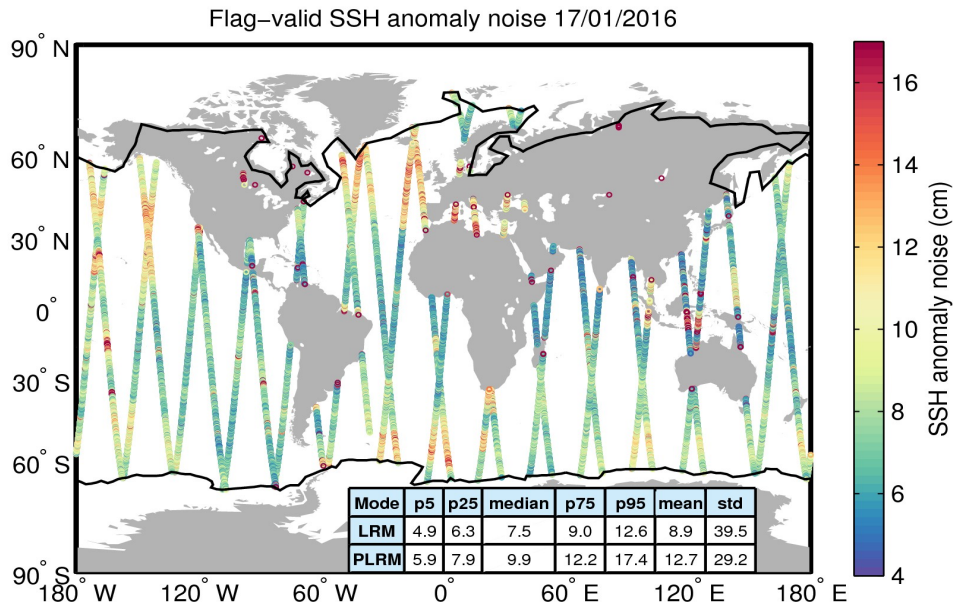 Flag−valid SSH anomaly noise 17/01/2016
90° N
60° N
30° N
0°
30° S
60° S
90° S
180° W
120° W
60° W
0°
60° E
120° E
180° E
16
14
12
10
8
6
4
SSH anomaly noise (cm)
Mode p5 p25 median p75 p95 mean std
LRM 4.9 6.3 7.5 9.0 12.6 8.9 39.5
PLRM 5.9 7.9 9.9 12.2 17.4 12.7 29.2